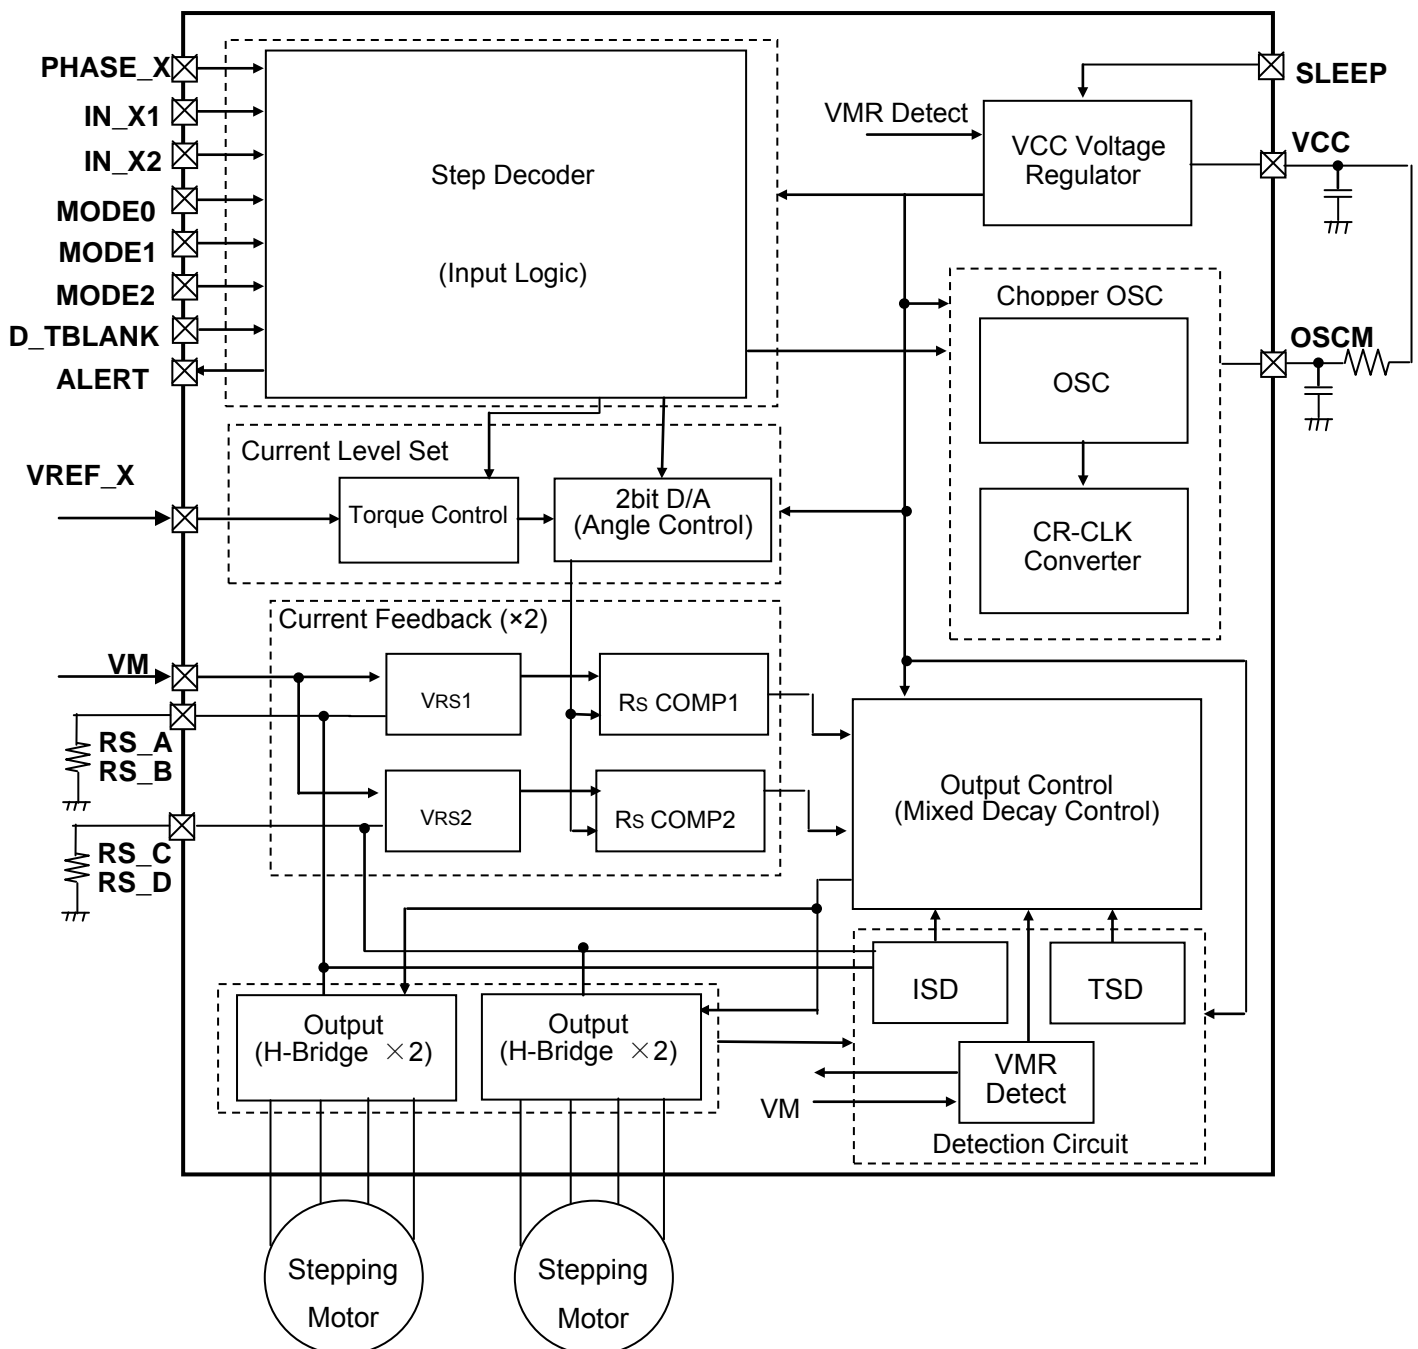 PHASE_X
IN_X1
IN_X2
MODE0
MODE1
MODE2
D_TBLANK
ALERT
Step Decoder
(Input Logic)
SLEEP
VMR Detect
VCC Voltage
Regulator
VCC
Chopper OSC
OSC
CR-CLK
Converter
OSCM
VREF_X
Current Level Set
Torque Control
2bit D/A
(Angle Control)
Current Feedback (×2)
VM
RS_A
RS_B
RS_C
RS_D
VRS1
RS COMP1
VRS2
RS COMP2
Output Control
(Mixed Decay Control)
ISD
TSD
VMR
Detect
VM
Detection Circuit
Output
(H-Bridge ×2)
Output
(H-Bridge ×2)
Stepping
Motor
Stepping
Motor